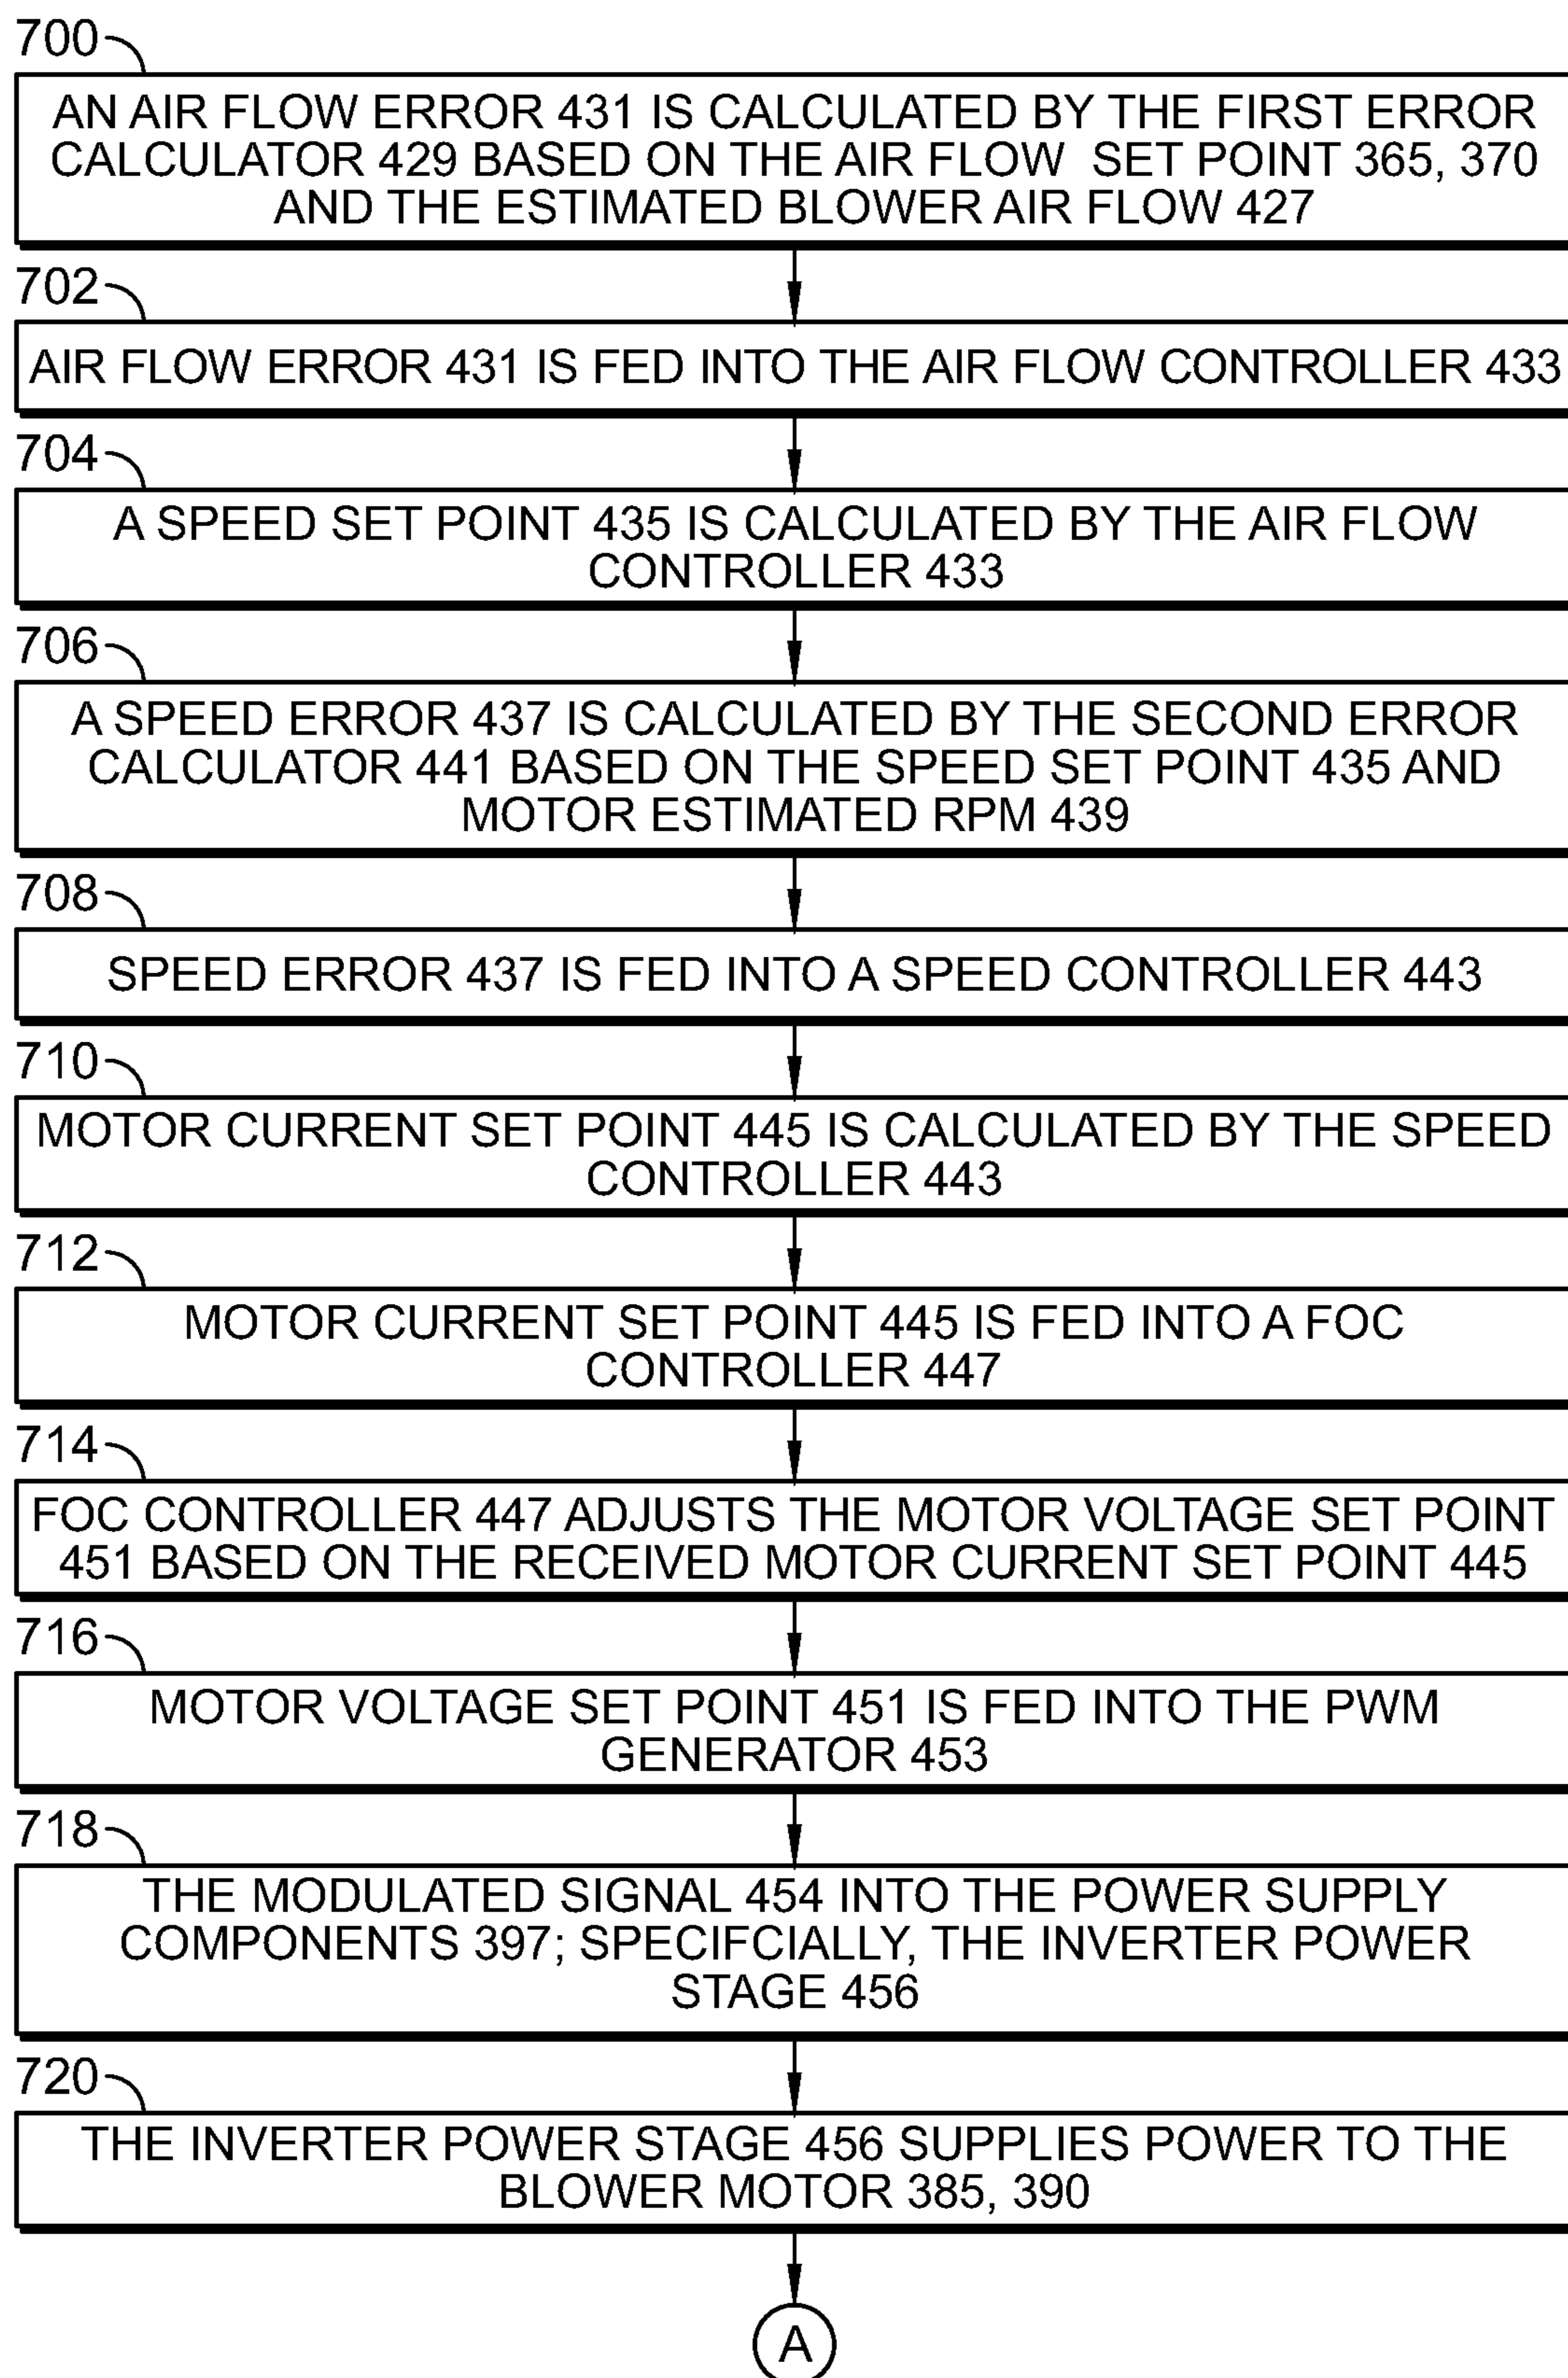 700
AN AIR FLOW ERROR 431 IS CALCULATED BY THE FIRST ERROR
CALCULATOR 429 BASED ON THE AIR FLOW SET POINT 365, 370
AND THE ESTIMATED BLOWER AIR FLOW 427
702
AIR FLOW ERROR 431 IS FED INTO THE AIR FLOW CONTROLLER 433
704
A SPEED SET POINT 435 IS CALCULATED BY THE AIR FLOW
CONTROLLER 433
706
A SPEED ERROR 437 IS CALCULATED BY THE SECOND ERROR
CALCULATOR 441 BASED ON THE SPEED SET POINT 435 AND
MOTOR ESTIMATED RPM 439
708
SPEED ERROR 437 IS FED INTO A SPEED CONTROLLER 443
710
MOTOR CURRENT SET POINT 445 IS CALCULATED BY THE SPEED
CONTROLLER 443
712
MOTOR CURRENT SET POINT 445 IS FED INTO A FOC
CONTROLLER 447
714
FOC CONTROLLER 447 ADJUSTS THE MOTOR VOLTAGE SET POINT
451 BASED ON THE RECEIVED MOTOR CURRENT SET POINT 445
716
MOTOR VOLTAGE SET POINT 451 IS FED INTO THE PWM
GENERATOR 453
718
THE MODULATED SIGNAL 454 INTO THE POWER SUPPLY
COMPONENTS 397; SPECIFCIALLY, THE INVERTER POWER
STAGE 456
720
THE INVERTER POWER STAGE 456 SUPPLIES POWER TO THE
BLOWER MOTOR 385, 390
A